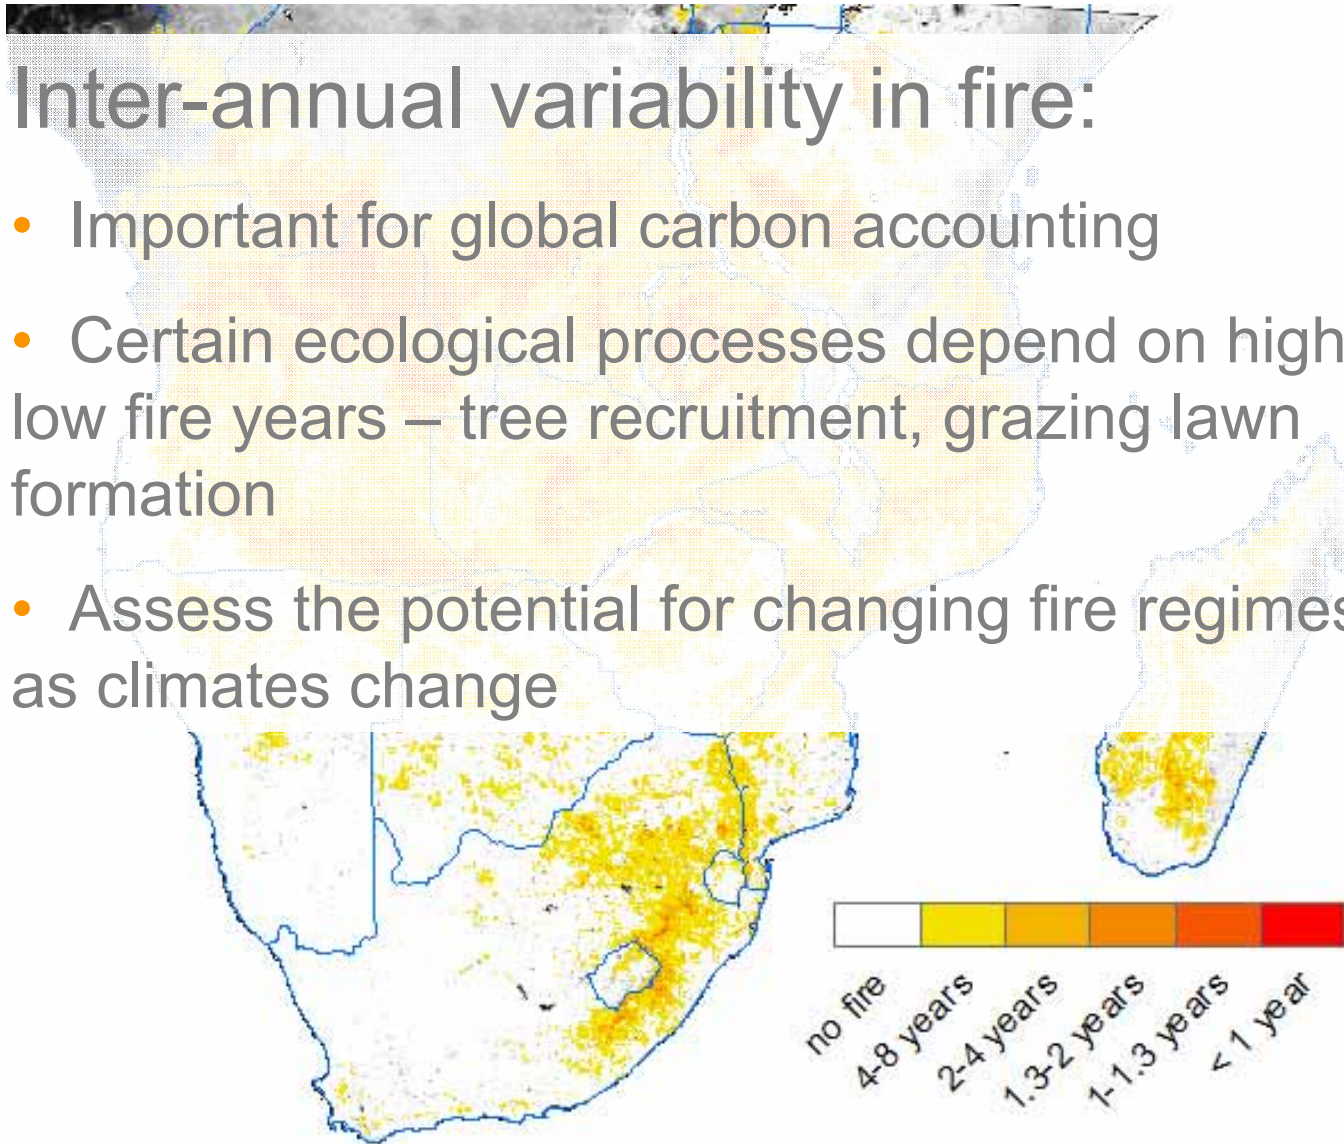 Inter-annual variability in fire:
• Important for global carbon accounting
• Certain ecological processes depend on high
low fire years – tree recruitment, grazing lawn
formation
• Assess the potential for changing fire regimes
as climates change
no fire
4-8 years
2-4 years
1.3-2 years
1-1.3 years
< 1 year